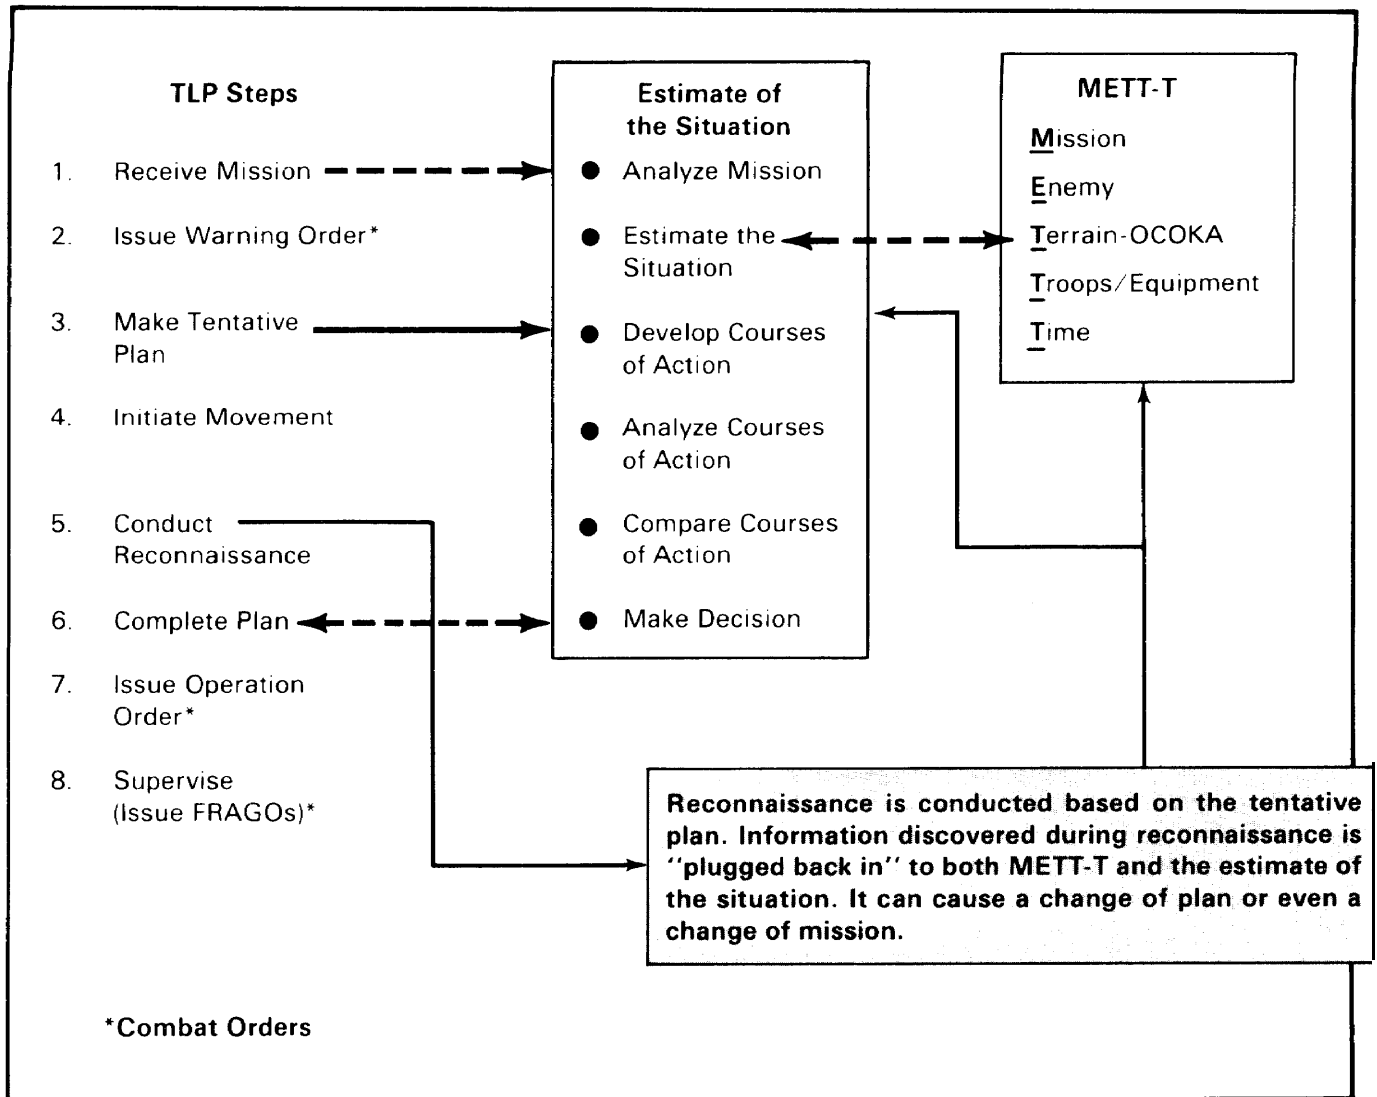 TLP Steps
1. Receive Mission
2. Issue Warning Order*
3. Make Tentative
Plan
4. Initiate Movement
5. Conduct
Reconnaissance
6. Complete Plan
7. Issue Operation
Order*
8. Supervise
(Issue FRAGOs)*
Estimate of
the Situation
● Analyze Mission
● Estimate the
Situation
● Develop Courses
of Action
● Analyze Courses
of Action
● Compare Courses
of Action
● Make Decision
METT-T
Mission
Enemy
Terrain-OCOKA
Troops/Equipment
Time
Reconnaissance is conducted based on the tentative
plan. Information discovered during reconnaissance is
''plugged back in'' to both METT-T and the estimate of
the situation. It can cause a change of plan or even a
change of mission.
*Combat Orders